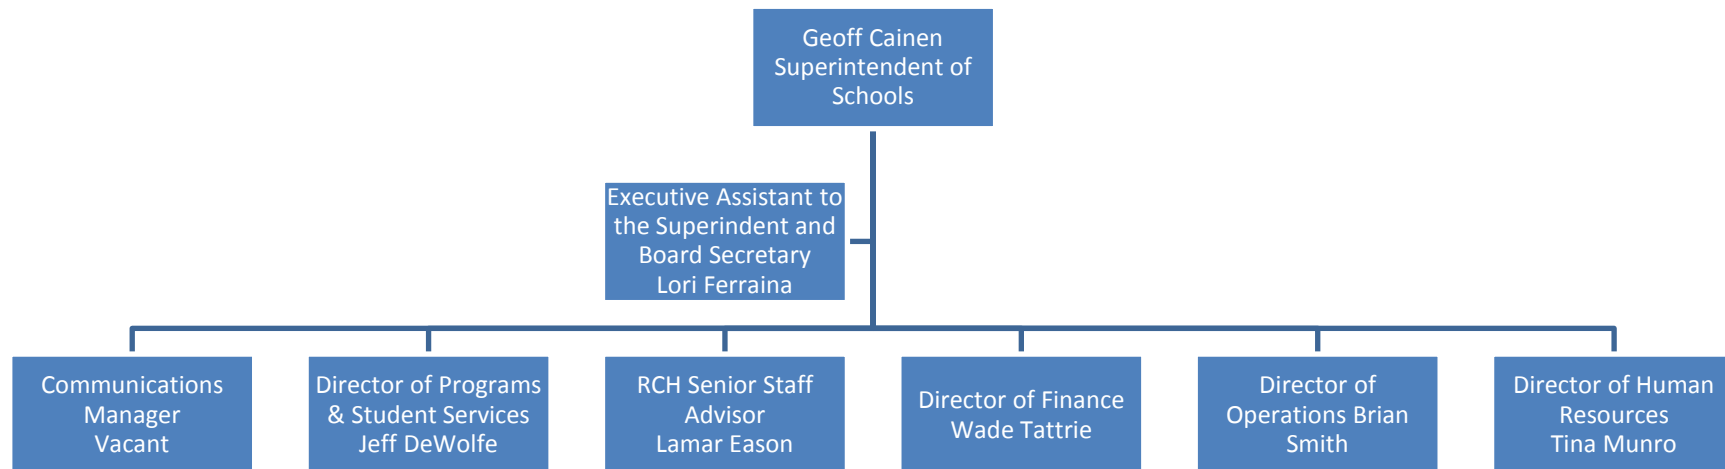 Geoff Cainen
Superintendent of
Schools
Executive Assistant to
the Superindent and
Board Secretary
Lori Ferraina
Communications
Manager
Vacant
Director of Programs
& Student Services
Jeff DeWolfe
RCH Senior Staff
Advisor
Lamar Eason
Director of Finance
Wade Tattrie
Director of
Operations Brian
Smith
Director of Human
Resources
Tina Munro